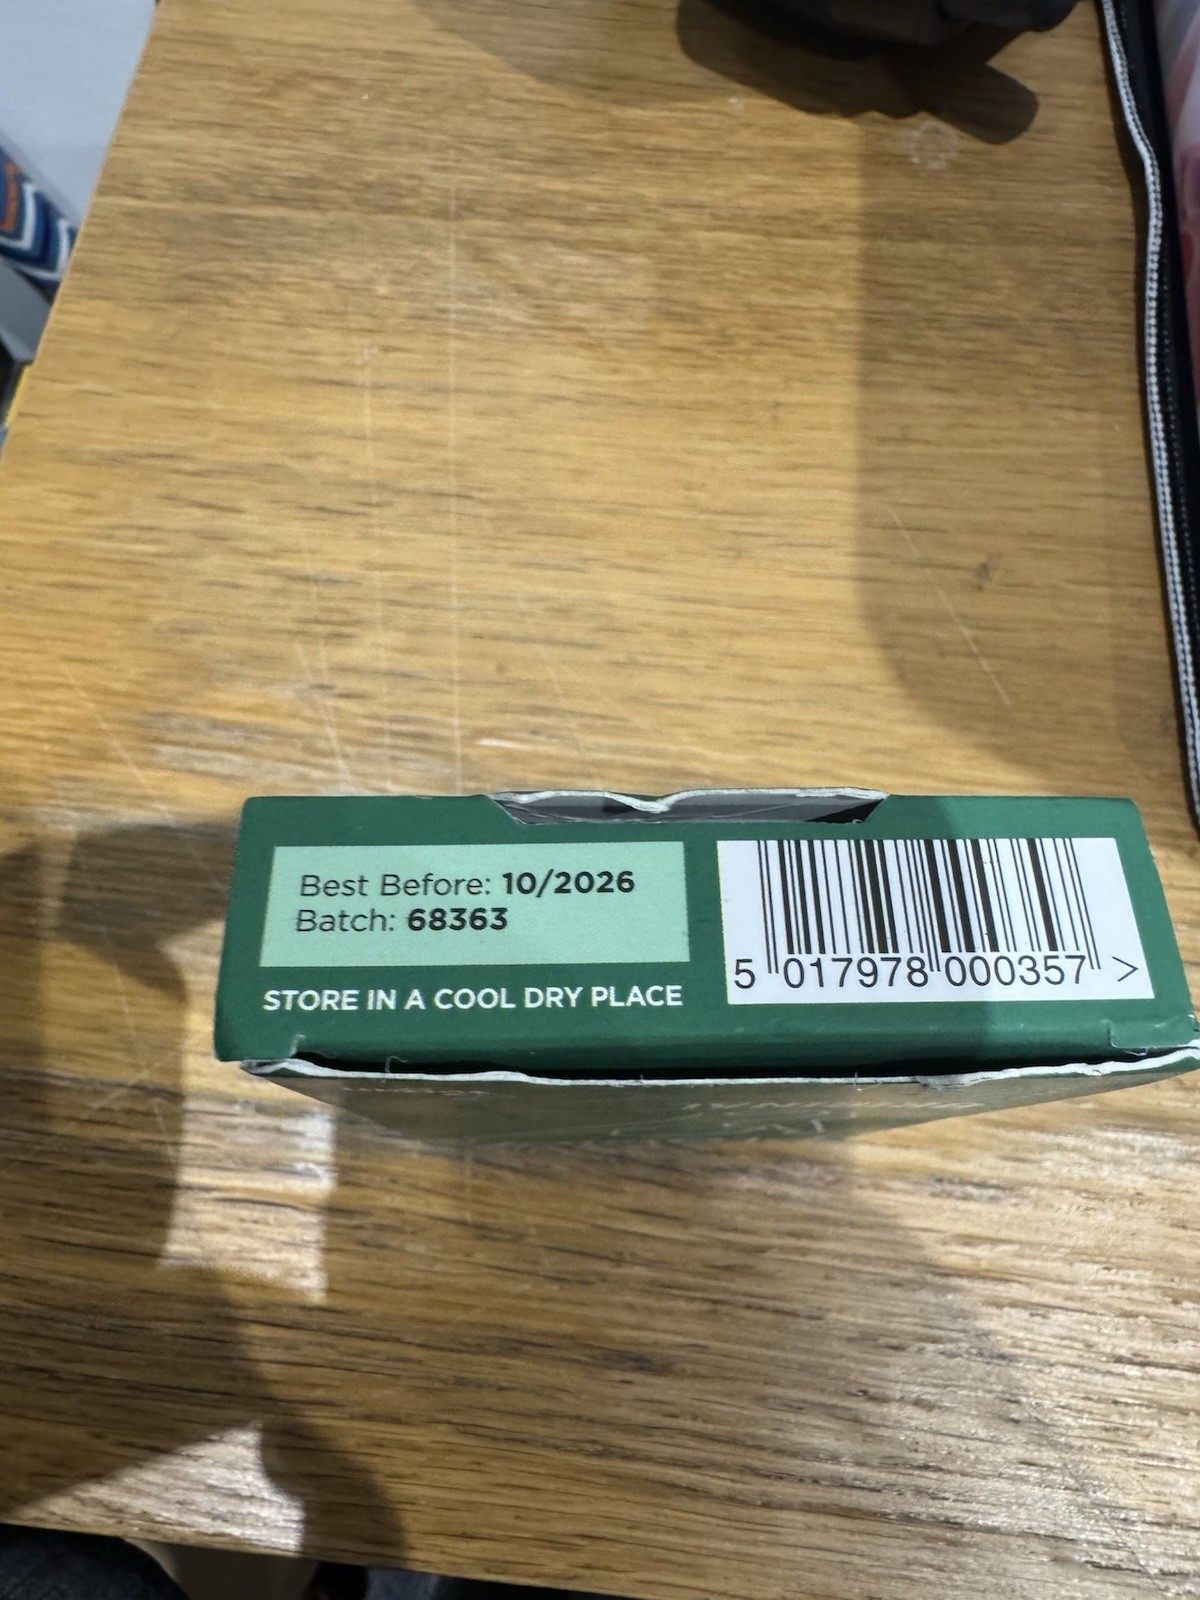 Best Before: 10/2026
Batch: 68363
STORE IN A COOL DRY PLACE
5 017978 000357 >